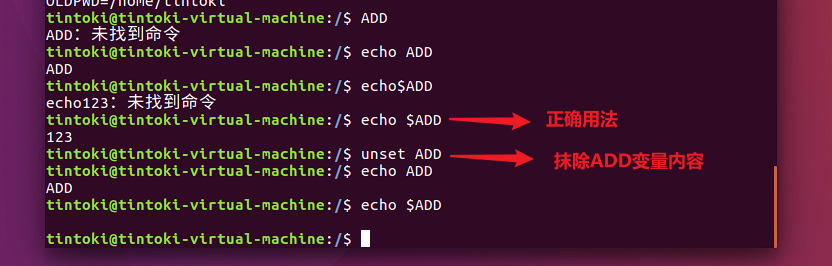 OLDPWD=/home/tintoki
tintoki@tintoki-virtual-machine:/$ ADD
ADD：未找到命令
tintoki@tintoki-virtual-machine:/$ echo ADD
ADD
tintoki@tintoki-virtual-machine:/$ echo$ADD
echo123：未找到命令
tintoki@tintoki-virtual-machine:/$ echo $ADD 正确用法
123
tintoki@tintoki-virtual-machine:/$ unset ADD 抹除ADD变量内容
tintoki@tintoki-virtual-machine:/$ echo ADD
ADD
tintoki@tintoki-virtual-machine:/$ echo $ADD
tintoki@tintoki-virtual-machine:/$